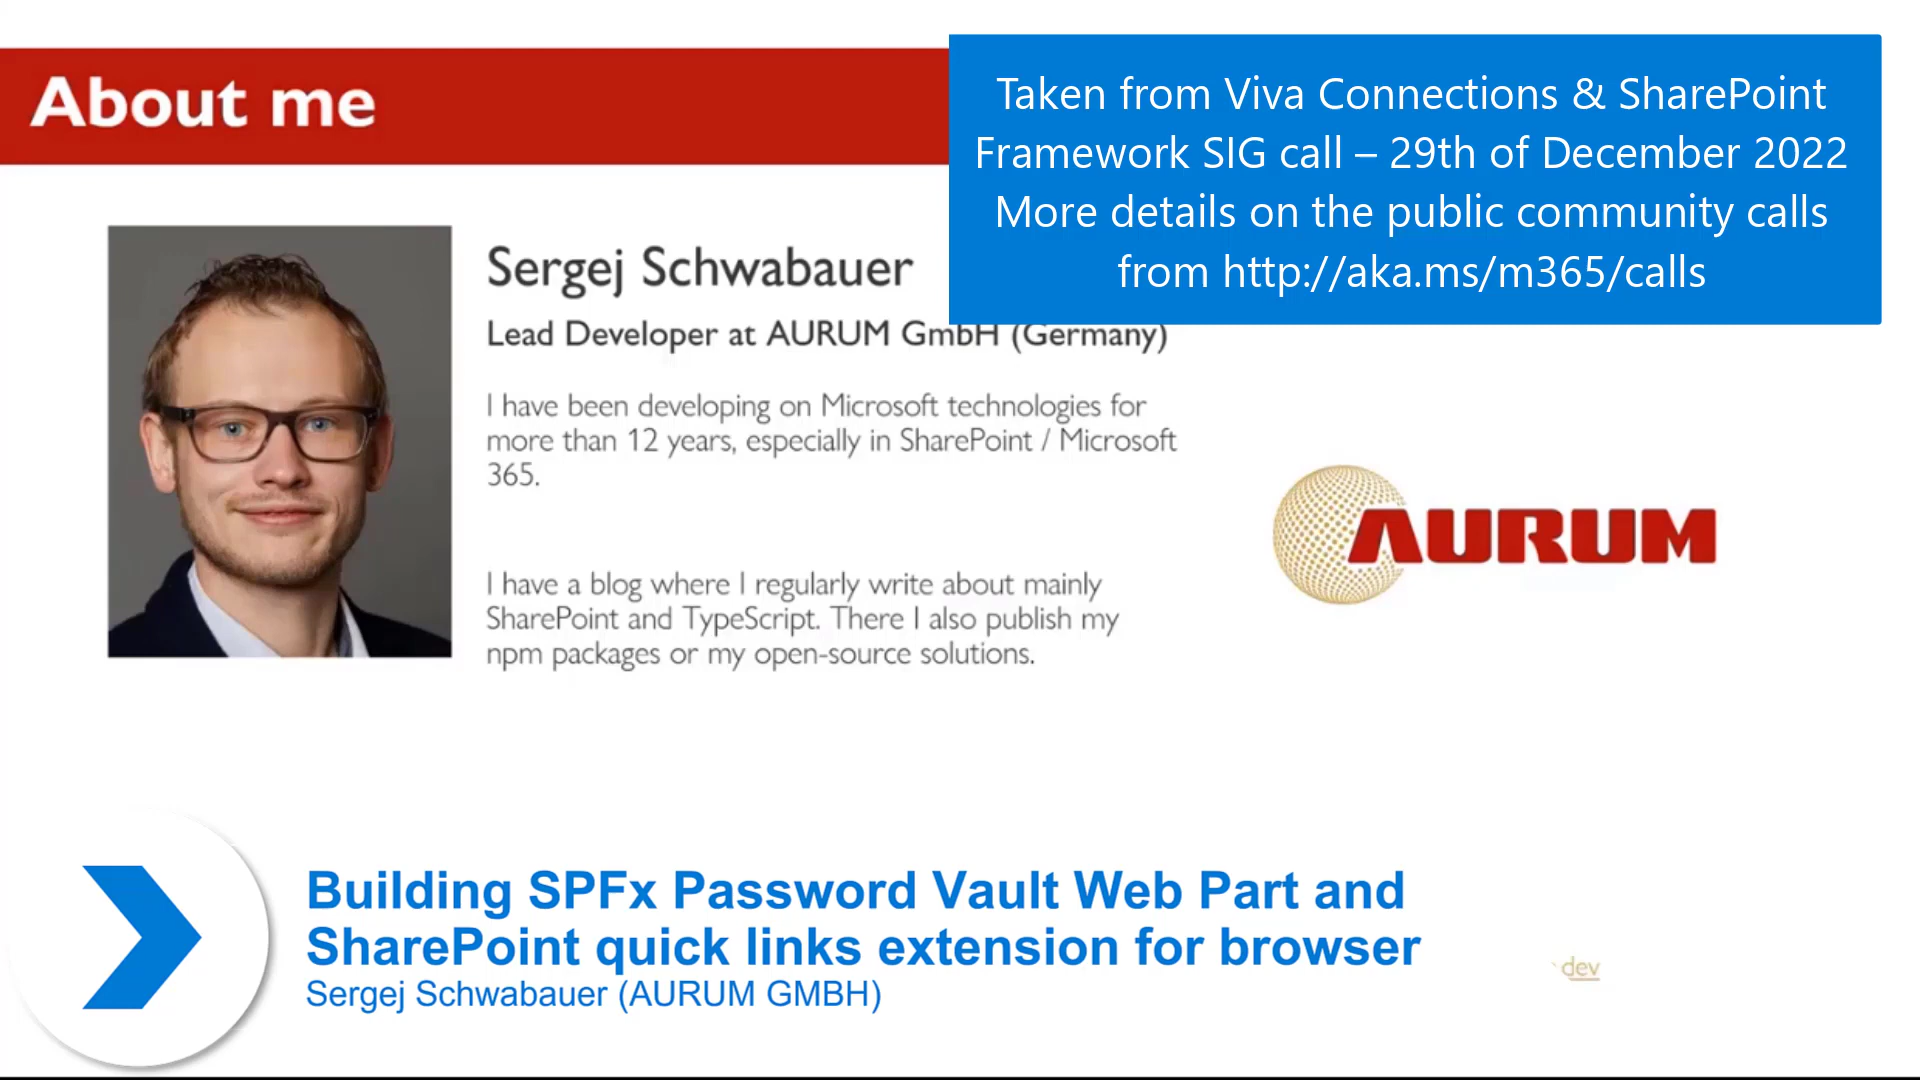 About me
Taken from Viva Connections & SharePoint
Framework SIG call – 29th of December 2022
More details on the public community calls
from http://aka.ms/m365/calls
Sergej Schwabauer
Lead Developer at AURUM GmbH (Germany)
I have been developing on Microsoft technologies for
more than 12 years, especially in SharePoint / Microsoft
365.
I have a blog where I regularly write about mainly
SharePoint and TypeScript. There I also publish my
npm packages or my open-source solutions.
AURUM
Building SPFx Password Vault Web Part and
SharePoint quick links extension for browser
Sergej Schwabauer (AURUM GMBH)
dev